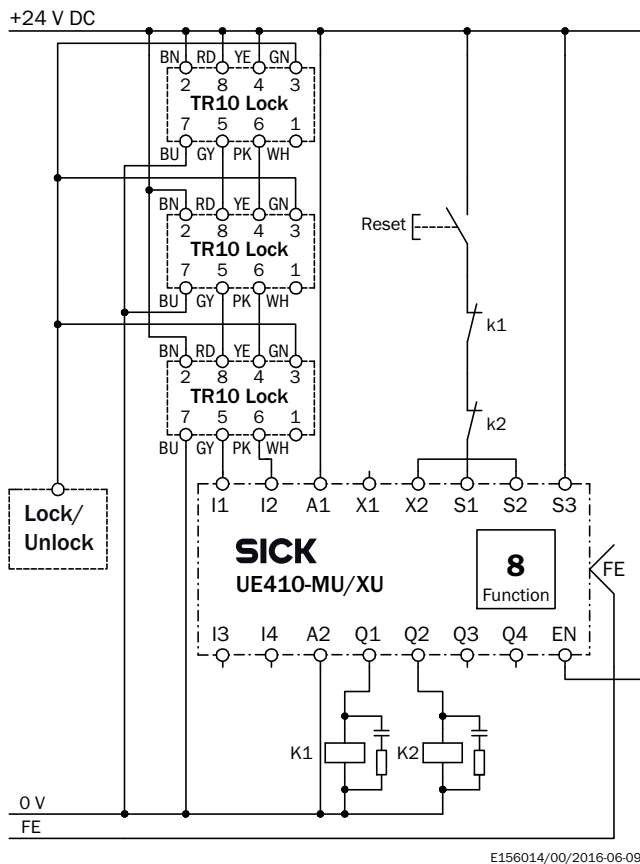 +24 V DC
BN RD YE GN
2 8 4 3
TR10 Lock
7 5 6 1
BU GY PK WH
BN RD YE GN
2 8 4 3
Reset
TR10 Lock
7 5 6 1
BU GY PK WH
k1
BN RD YE GN
2 8 4 3
TR10 Lock
7 5 6 1
k2
BU GY PK WH
Lock/
Unlock
I1 I2 A1 X1 X2 S1 S2 S3
SICK
UE410-MU/XU
8
Function
FE
I3 I4 A2 Q1 Q2 Q3 Q4 EN
K1 K2
0 V
FE
E156014/00/2016-06-09